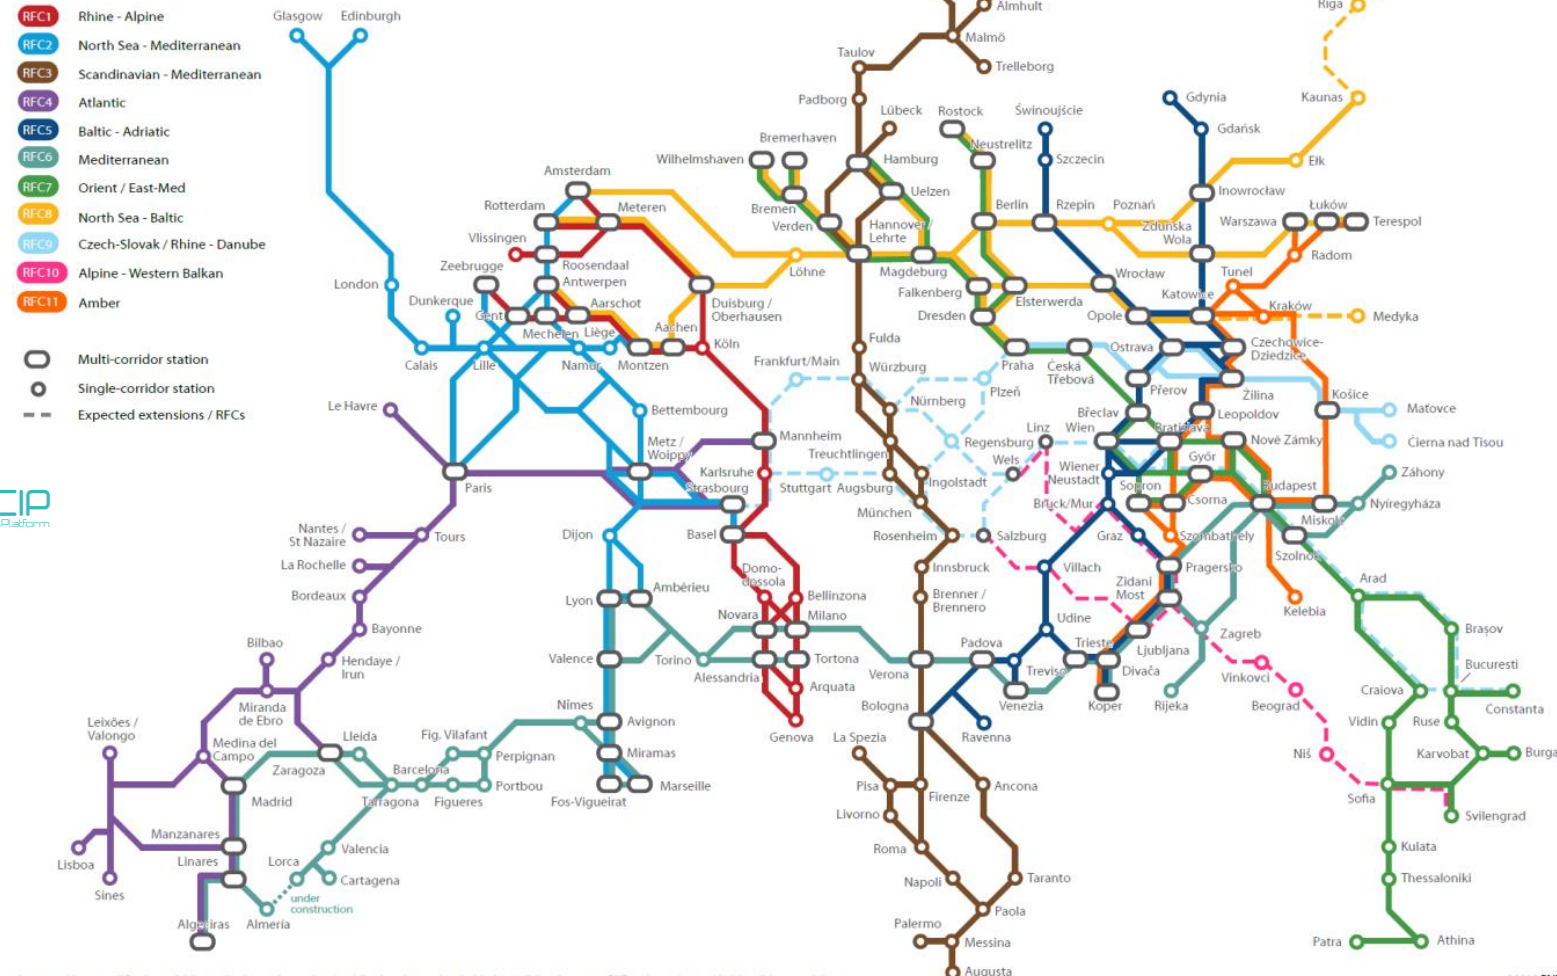 RFC1 Rhine - Alpine
RFC2 North Sea - Mediterranean
RFC3 Scandinavian - Mediterranean
RFC4 Atlantic
RFC5 Baltic - Adriatic
RFC6 Mediterranean
RFC7 Orient / East-Med
RFC8 North Sea - Baltic
RFC9 Czech-Slovak / Rhine - Danube
RFC10 Alpine - Western Balkan
RFC11 Amber
Multi-corridor station
Single-corridor station
Expected extensions / RFCs
CIP
Platform
Glasgow
Edinburgh
London
Calais
Dunkerque
Lille
Zeebrugge
Gent
Vlissingen
Rotterdam
Amsterdam
Meteren
Roosendaal
Antwerpen
Aarschot
Mechelen
Liège
Namur
Montzen
Aachen
Duisburg /
Oberhausen
Köln
Bettembourg
Metz /
Woippy
Strasbourg
Mannheim
Karlsruhe
Basel
Le Havre
Paris
Tours
Nantes /
St Nazaire
La Rochelle
Bordeaux
Bayonne
Hendaye /
Irun
Bilbao
Miranda
de Ebro
Leixões /
Valongo
Medina del
Campo
Lisboa
Sines
Madrid
Manzanares
Linares
Algeciras
Almería
under
construction
Lorca
Cartagena
Valencia
Zaragoza
Lleida
Tarragona
Barcelona
Fig. Vilafant
Figueres
Perpignan
Portbou
Nîmes
Avignon
Miramas
Fos-Vigueirat
Marseille
Valence
Lyon
Ambérieu
Dijon
Torino
Alessandria
Novara
Domo-
dossola
Bellinzona
Milano
Tortona
Arquata
Genova
Almhult
Malmö
Trelleborg
Taulov
Padborg
Lübeck
Hamburg
Uelzen
Bremerhaven
Wilhelmshaven
Bremen
Verden
Hannover /
Lehrte
Löhne
Magdeburg
Rostock
Neustrelitz
Berlin
Falkenberg
Elsterwerda
Dresden
Fulda
Würzburg
Frankfurt/Main
Nürnberg
Treuchtlingen
Stuttgart
Augsburg
Ingolstadt
München
Rosenheim
Regensburg
Plzeň
Praha
Česká
Třebová
Innsbruck
Brenner /
Brennero
Verona
Bologna
La Spezia
Pisa
Livorno
Firenze
Roma
Napoli
Ancona
Taranto
Paola
Palermo
Messina
Augusta
Padova
Treviso
Venezia
Ravenna
Udine
Trieste
Villach
Salzburg
Wels
Linz
Wien
Wiener
Neustadt
Bruck/Mur
Graz
Świnoujście
Szczecin
Rzepin
Poznań
Gdynia
Gdańsk
Inowrocław
Zduńska
Wola
Warszawa
Łuków
Terespol
Radom
Riga
Kaunas
Ełk
Wrocław
Opole
Katowice
Tunel
Kraków
Medyka
Ostrava
Czechowice-
Dziedzice
Přerov
Žilina
Břeclav
Leopoldov
Bratislava
Nové Zámky
Košice
Maťovce
Čierna nad Tisou
Győr
Sopron
Csorna
Szombathely
Budapest
Miskolc
Záhony
Nyíregyháza
Szolnok
Kelebia
Pragersko
Zidani
Most
Ljubljana
Divača
Koper
Rijeka
Zagreb
Vinkovci
Beograd
Niš
Sofia
Arad
Brașov
Bucuresti
Constanta
Craiova
Vidin
Ruse
Karvobat
Burga
Svilengrad
Kulata
Thessaloniki
Patra
Athina